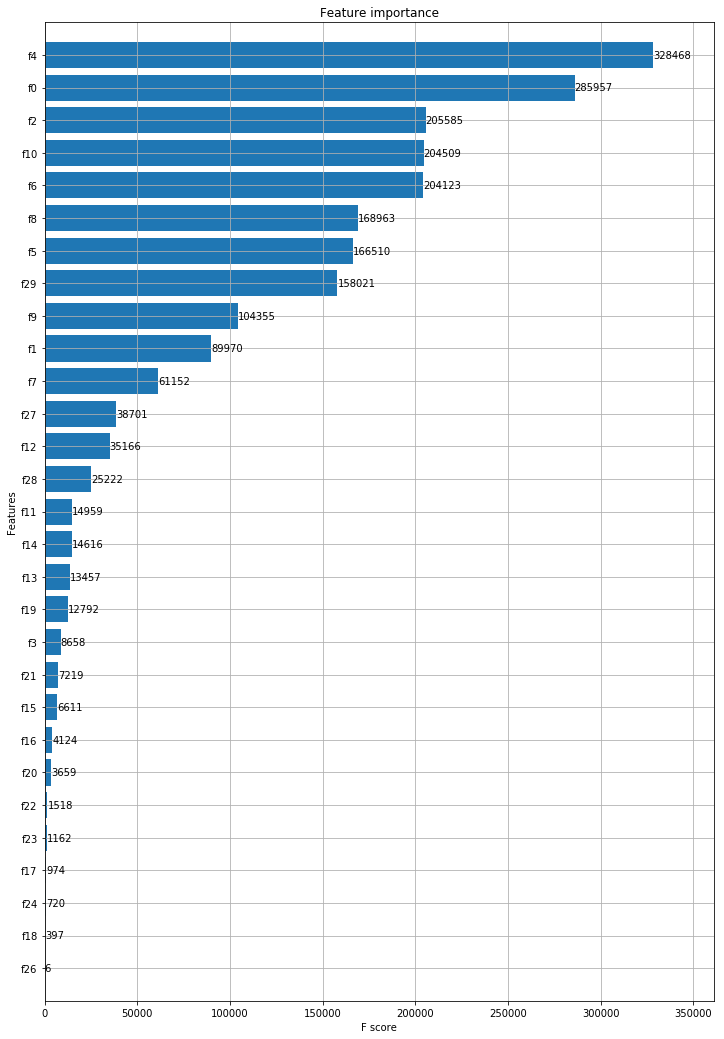 Feature importance
f4 328468
f0 285957
f2 205585
f10 204509
f6 204123
f8 168963
f5 166510
f29 158021
f9 104355
f1 89970
f7 61152
f27 38701
f12 35166
f28 25222
f11 14959
f14 14616
f13 13457
f19 12792
f3 8658
f21 7219
f15 6611
f16 4124
f20 3659
f22 1518
f23 1162
f17 974
f24 720
f18 397
f26 6
Features
0 50000 100000 150000 200000 250000 300000 350000
F score